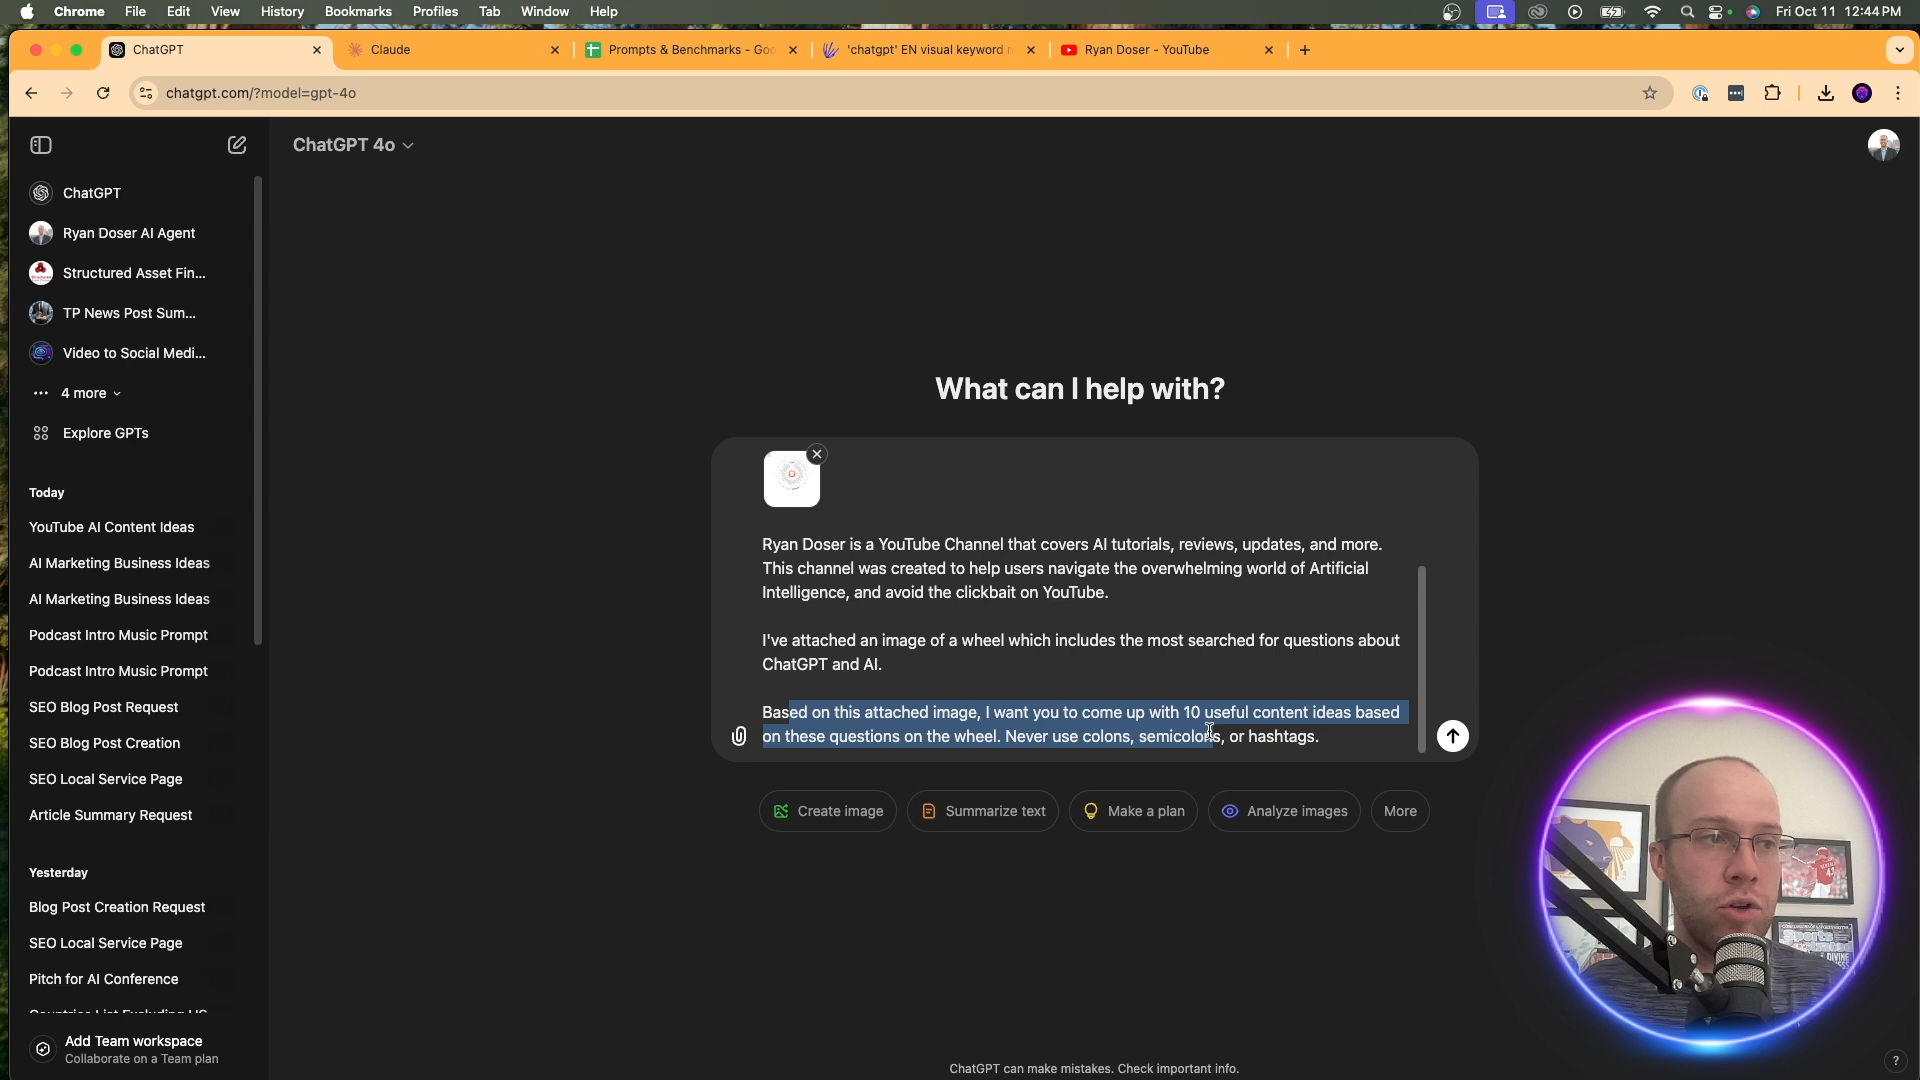 Chrome File Edit View History Bookmarks Profiles Tab Window Help Fri Oct 11 12:44 PM
ChatGPT Claude Prompts & Benchmarks - Goo 'chatgpt' EN visual keyword r Ryan Doser - YouTube
chatgpt.com/?model=gpt-4o
ChatGPT 4o
ChatGPT
Ryan Doser AI Agent
Structured Asset Fin...
TP News Post Sum...
Video to Social Medi...
4 more
Explore GPTs
Today
YouTube AI Content Ideas
AI Marketing Business Ideas
AI Marketing Business Ideas
Podcast Intro Music Prompt
Podcast Intro Music Prompt
SEO Blog Post Request
SEO Blog Post Creation
SEO Local Service Page
Article Summary Request
Yesterday
Blog Post Creation Request
SEO Local Service Page
Pitch for AI Conference
Add Team workspace
Collaborate on a Team plan
What can I help with?
Ryan Doser is a YouTube Channel that covers AI tutorials, reviews, updates, and more.
This channel was created to help users navigate the overwhelming world of Artificial
Intelligence, and avoid the clickbait on YouTube.
I've attached an image of a wheel which includes the most searched for questions about
ChatGPT and AI.
Based on this attached image, I want you to come up with 10 useful content ideas based
on these questions on the wheel. Never use colons, semicolons, or hashtags.
Create image Summarize text Make a plan Analyze images More
ChatGPT can make mistakes. Check important info.
?